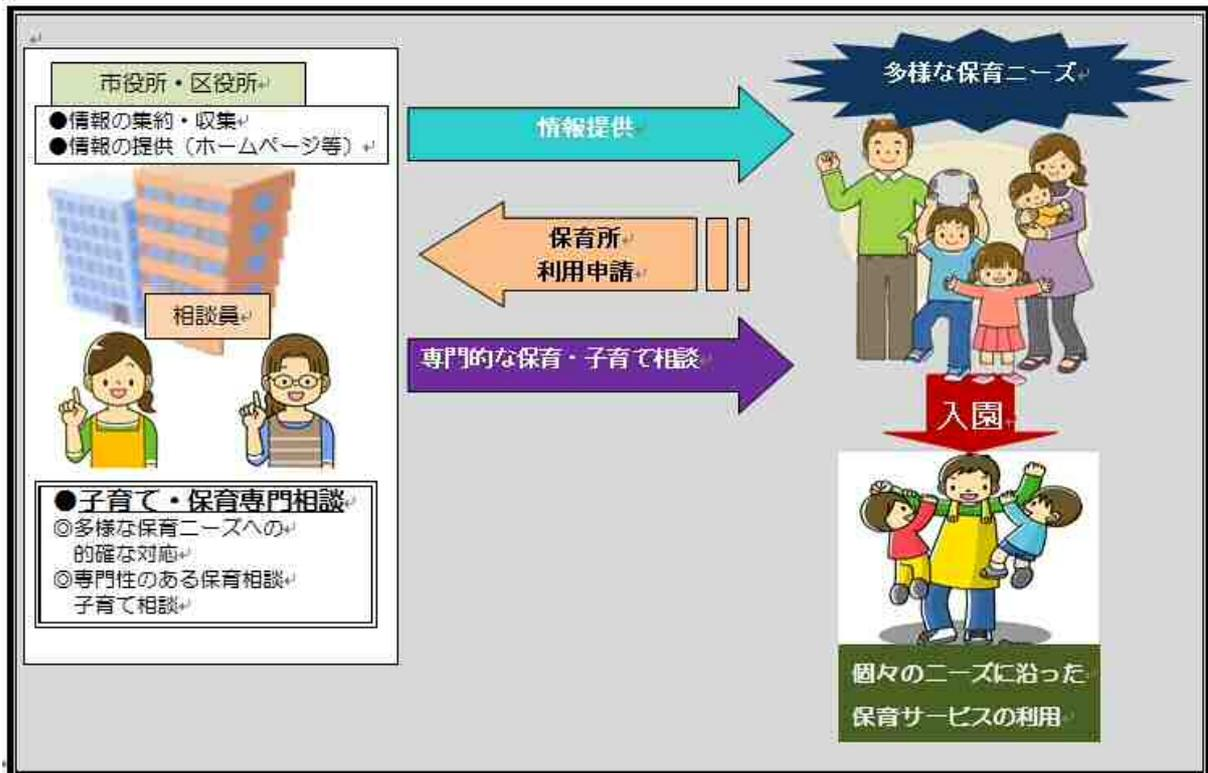 市役所・区役所
●情報の集約・収集
●情報の提供（ホームページ等）
相談員
●子育て・保育専門相談
◎多様な保育ニーズへの
的確な対応
◎専門性のある保育相談
子育て相談
情報提供
保育所
利用申請
専門的な保育・子育て相談
多様な保育ニーズ
入園
個々のニーズに沿った
保育サービスの利用